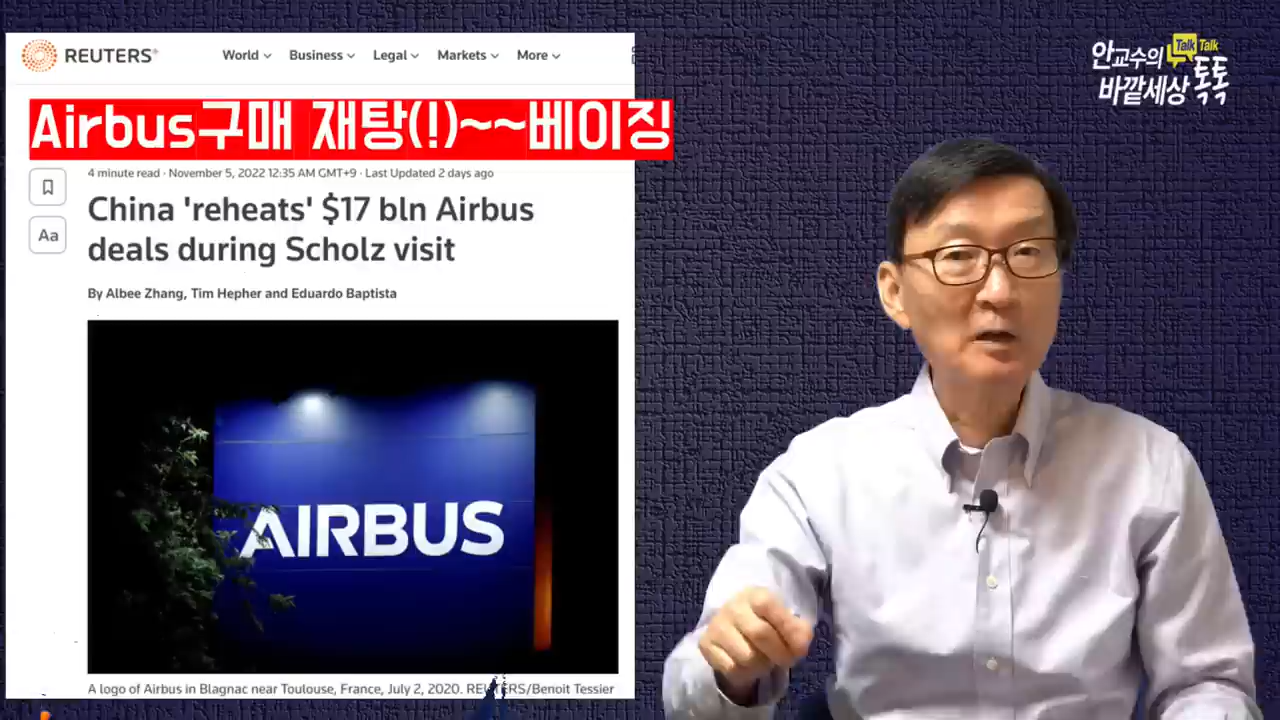 REUTERS
World Business Legal Markets More
Airbus구매 재탕(!)~~베이징
4 minute read · November 5, 2022 12:35 AM GMT+9 · Last Updated 2 days ago
Aa
China 'reheats' $17 bln Airbus
deals during Scholz visit
By Albee Zhang, Tim Hepher and Eduardo Baptista
AIRBUS
A logo of Airbus in Blagnac near Toulouse, France, July 2, 2020. REUTERS/Benoit Tessier
안교수의 Talk Talk
바깥세상 톡톡